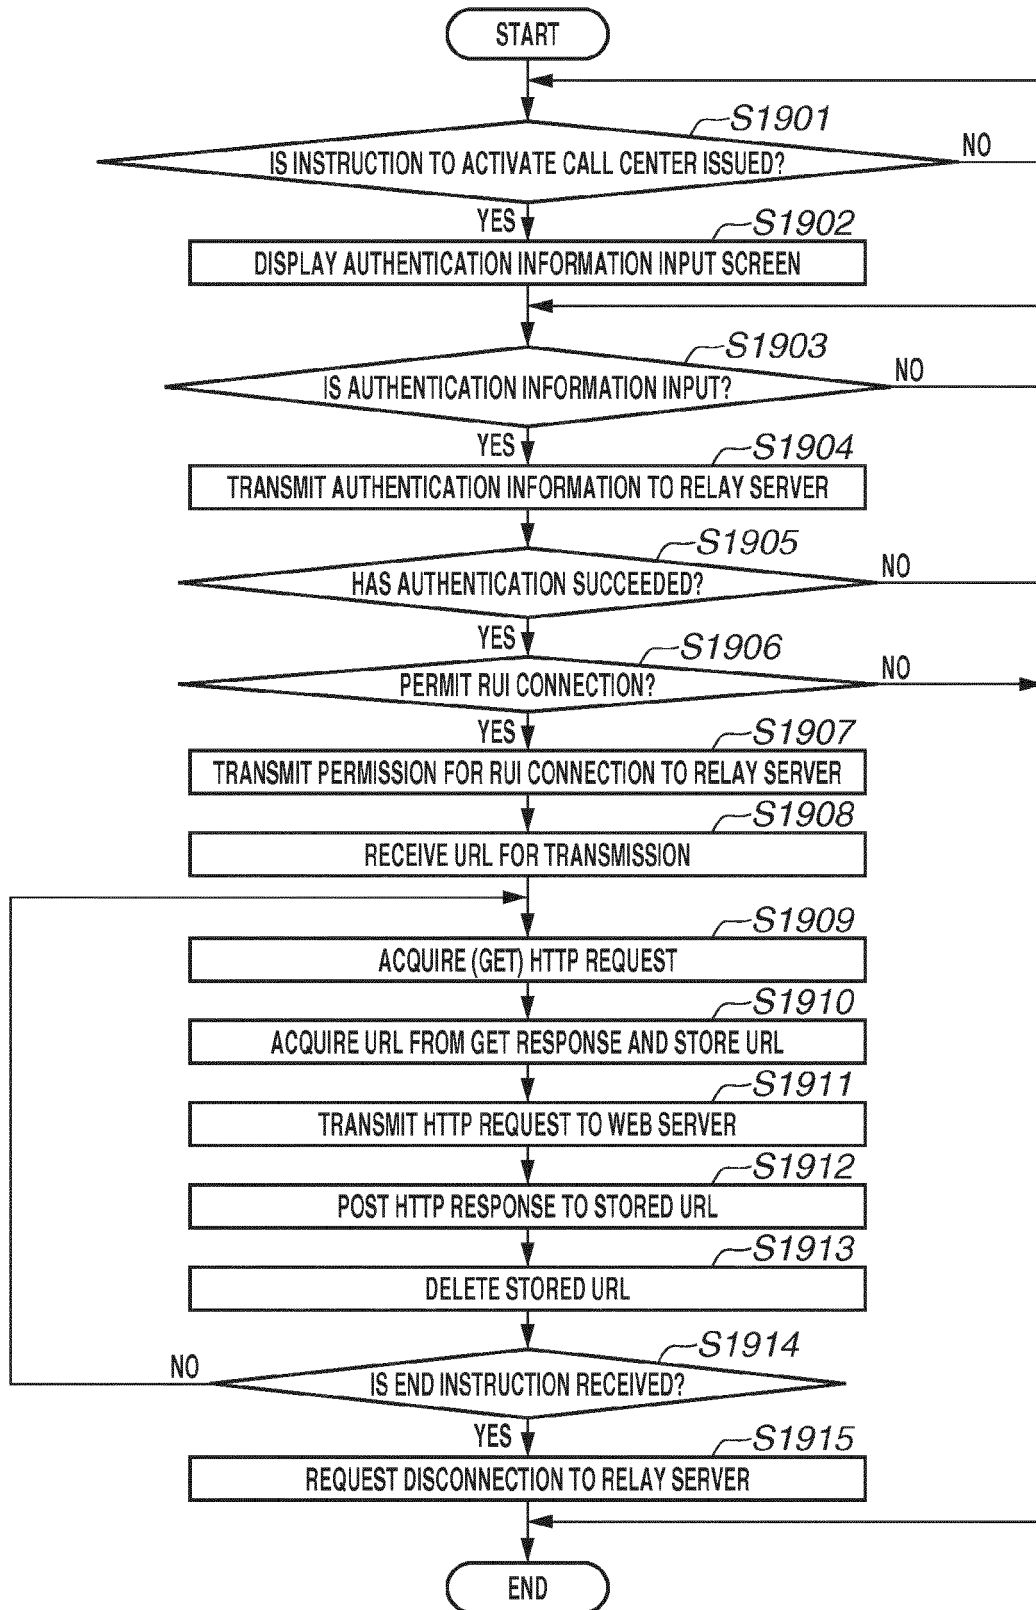 START
S1901
IS INSTRUCTION TO ACTIVATE CALL CENTER ISSUED?
NO
YES
S1902
DISPLAY AUTHENTICATION INFORMATION INPUT SCREEN
S1903
IS AUTHENTICATION INFORMATION INPUT?
NO
YES
S1904
TRANSMIT AUTHENTICATION INFORMATION TO RELAY SERVER
S1905
HAS AUTHENTICATION SUCCEEDED?
NO
YES
S1906
PERMIT RUI CONNECTION?
NO
YES
S1907
TRANSMIT PERMISSION FOR RUI CONNECTION TO RELAY SERVER
S1908
RECEIVE URL FOR TRANSMISSION
S1909
ACQUIRE (GET) HTTP REQUEST
S1910
ACQUIRE URL FROM GET RESPONSE AND STORE URL
S1911
TRANSMIT HTTP REQUEST TO WEB SERVER
S1912
POST HTTP RESPONSE TO STORED URL
S1913
DELETE STORED URL
S1914
NO
IS END INSTRUCTION RECEIVED?
YES
S1915
REQUEST DISCONNECTION TO RELAY SERVER
END